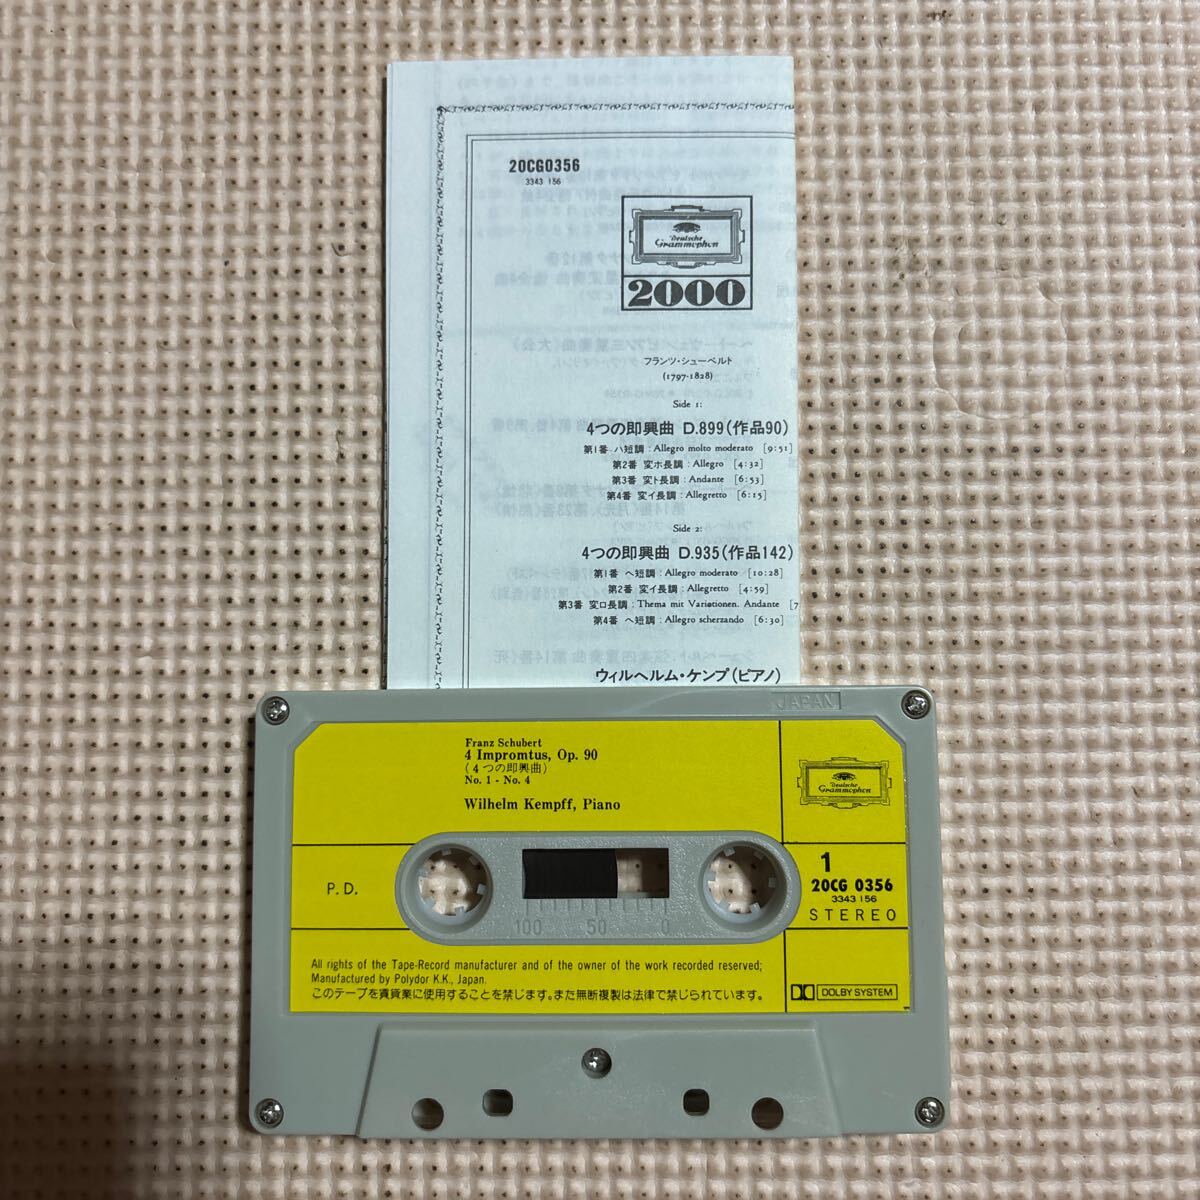 20CG0356
3343 156
Deutsche
Grammophon
2000
フランツ・シューベルト
(1797-1828)
Side 1:
4つの即興曲 D.899(作品90)
第1番 ハ短調:Allegro molto moderato [9:51]
第2番 変ホ長調:Allegro [4:32]
第3番 変ト長調:Andante [6:53]
第4番 変イ長調:Allegretto [6:15]
Side 2:
4つの即興曲 D.935(作品142)
第1番 ヘ短調:Allegro moderato [10:28]
第2番 変イ長調:Allegretto [4:59]
第3番 変ロ長調:Thema mit Variationen. Andante [7
第4番 ヘ短調:Allegro scherzando [6:30]
ウィルヘルム・ケンプ(ピアノ)
JAPAN
Franz Schubert
4 Impromtus, Op. 90
(4つの即興曲)
No. 1 - No. 4
Wilhelm Kempff, Piano
Deutsche
Grammophon
P.D.
1
20CG 0356
3343 156
STEREO
100 50 0
All rights of the Tape-Record manufacturer and of the owner of the work recorded reserved;
Manufactured by Polydor K.K., Japan.
このテープを賃貸業に使用することを禁じます。また無断複製は法律で禁じられています。
DOLBY SYSTEM